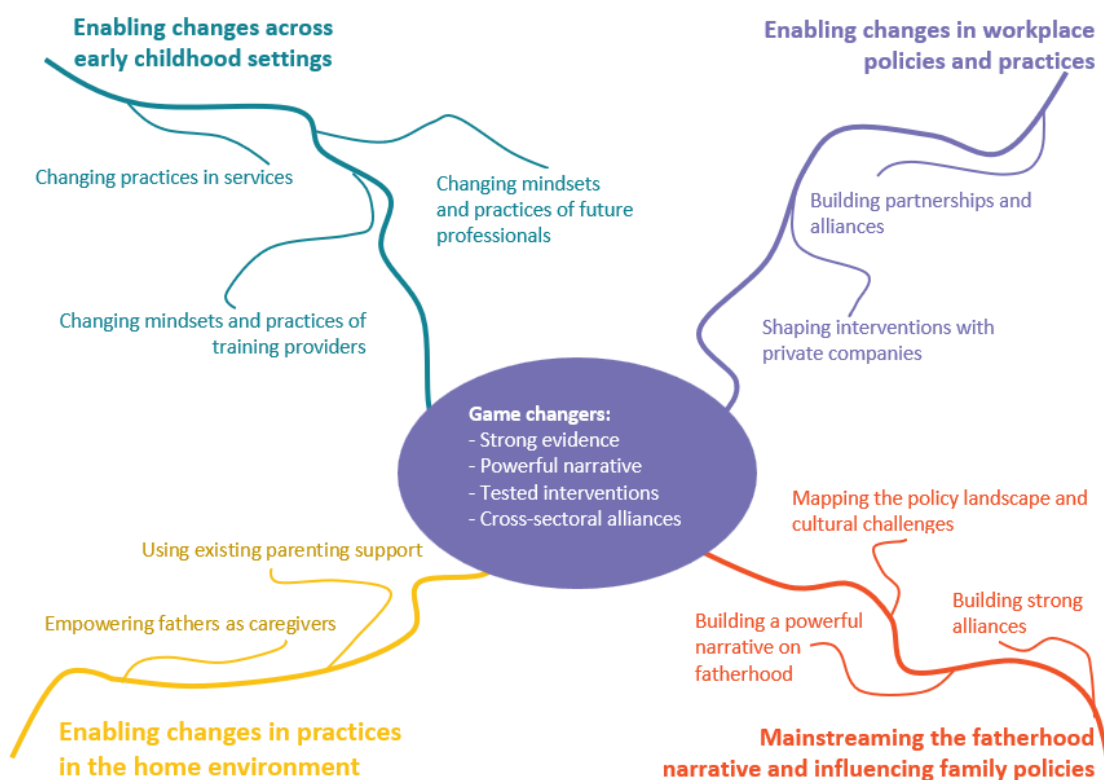 Enabling changes across
early childhood settings
Changing practices in services
Changing mindsets
and practices of future
professionals
Changing mindsets and practices of
training providers
Enabling changes in workplace
policies and practices
Building partnerships and
alliances
Shaping interventions with
private companies
Game changers:
- Strong evidence
- Powerful narrative
- Tested interventions
- Cross-sectoral alliances
Using existing parenting support
Empowering fathers as caregivers
Enabling changes in practices
in the home environment
Mapping the policy landscape and
cultural challenges
Building strong
alliances
Building a powerful
narrative on
fatherhood
Mainstreaming the fatherhood
narrative and influencing family policies